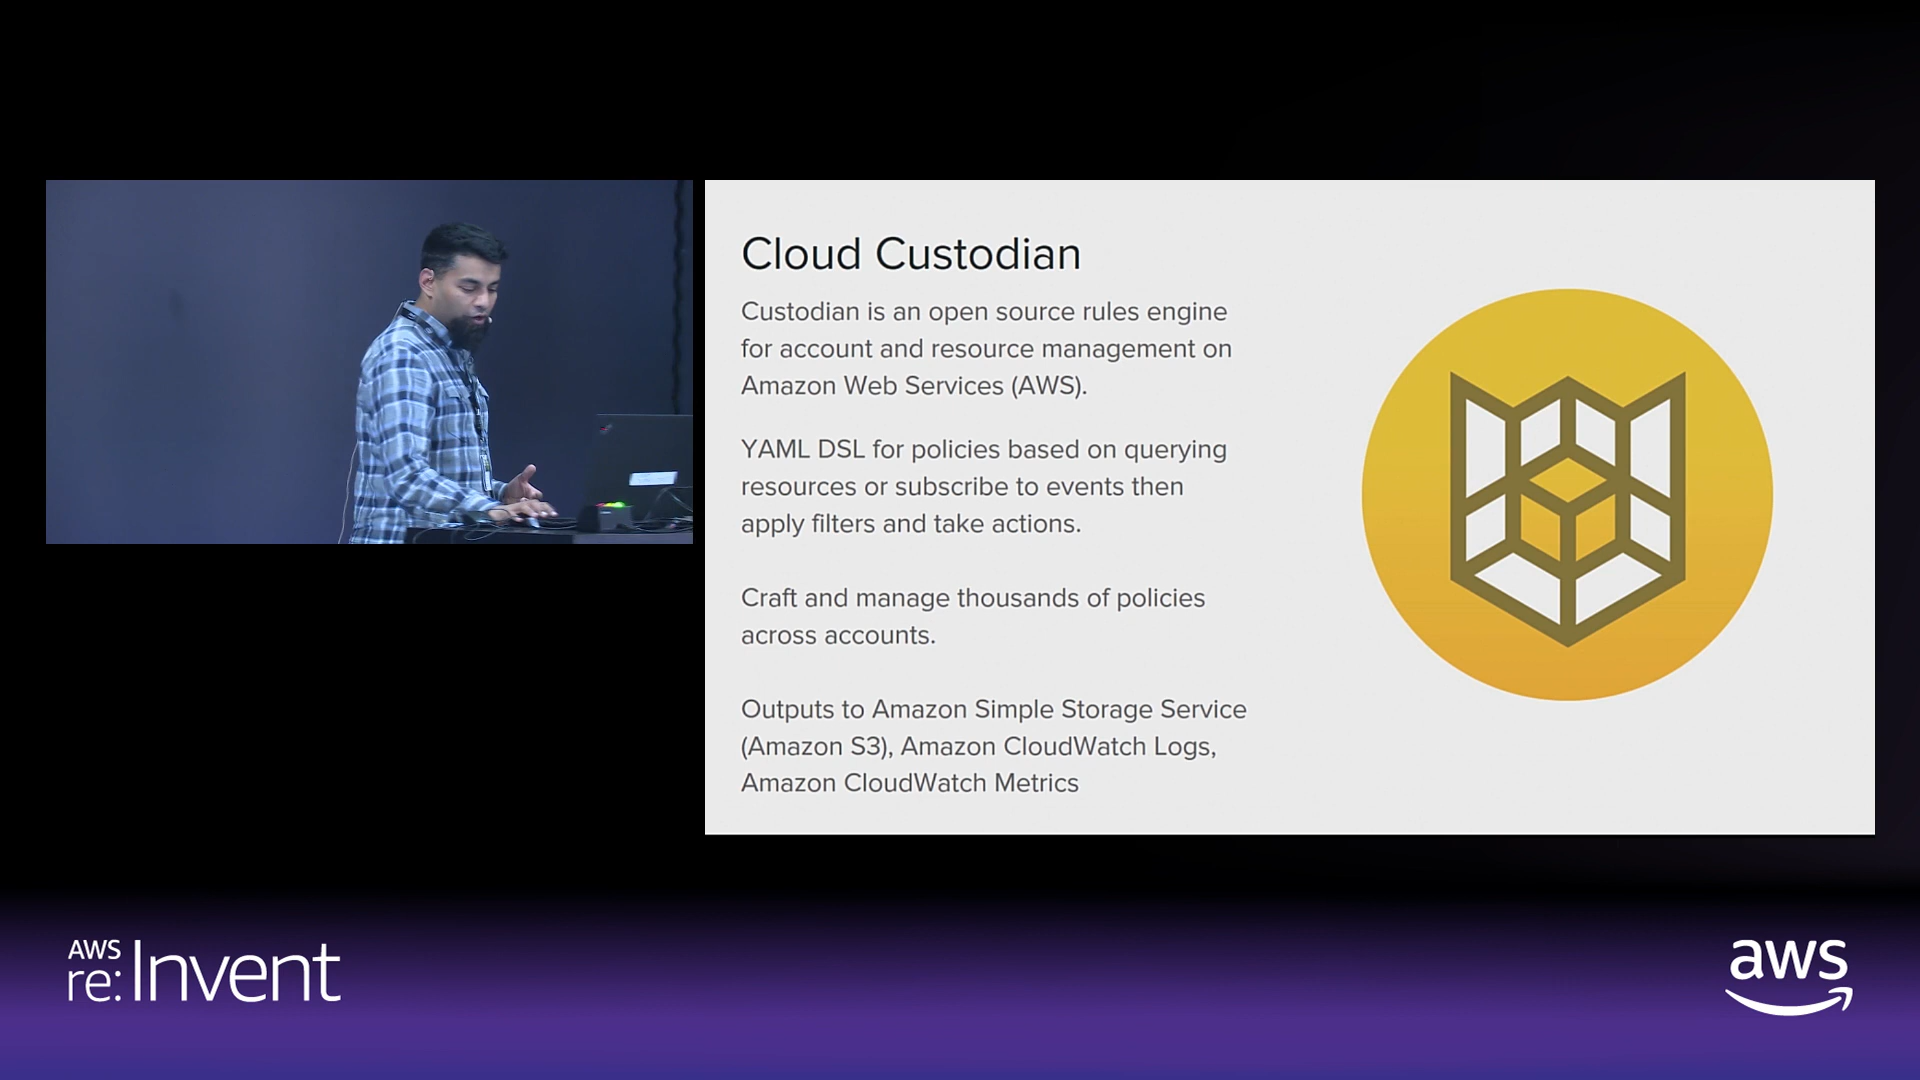 Cloud Custodian
Custodian is an open source rules engine
for account and resource management on
Amazon Web Services (AWS).
YAML DSL for policies based on querying
resources or subscribe to events then
apply filters and take actions.
Craft and manage thousands of policies
across accounts.
Outputs to Amazon Simple Storage Service
(Amazon S3), Amazon CloudWatch Logs,
Amazon CloudWatch Metrics
AWS
re:Invent
aws